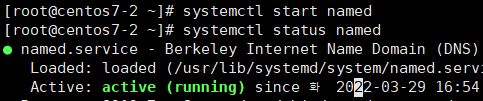 [root@centos7-2 ~]# systemctl start named
[root@centos7-2 ~]# systemctl status named
● named.service - Berkeley Internet Name Domain (DNS)
Loaded: loaded (/usr/lib/systemd/system/named.servi
Active: active (running) since 화 2022-03-29 16:54